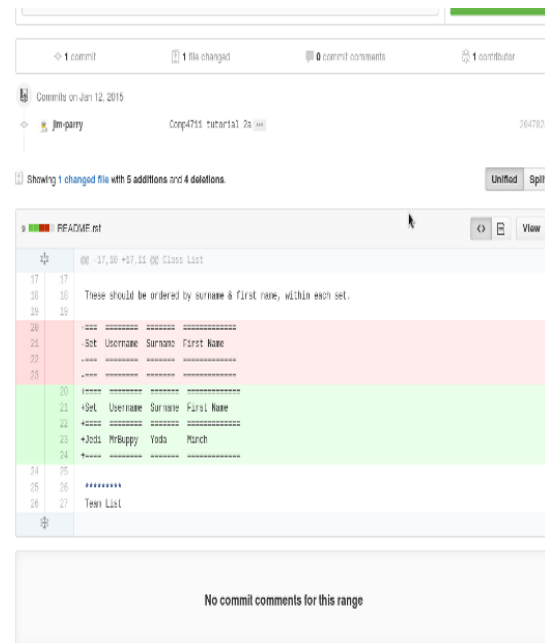 1 commit 1 file changed 0 commit comments 1 contributor
Commits on Jan 12, 2015
jim-parry Comp4711 tutorial 2a ... 264782
Showing 1 changed file with 5 additions and 4 deletions. Unified Split
9 README.rst <> View
@@ -17,10 +17,11 @@ Class List
17 17
18 18 These should be ordered by surname & first name, within each set.
19 19
20 -=== ======== ======= ============
21 -Set Username Surname First Name
22 -=== ======== ======= ============
23 -=== ======== ======= ============
20 +==== ======== ======= ============
21 +Set Username Surname First Name
22 +==== ======== ======= ============
23 +Jedi MrBuppy Yoda Minch
24 +==== ======== ======= ============
24 25
25 26 *********
26 27 Team List
No commit comments for this range